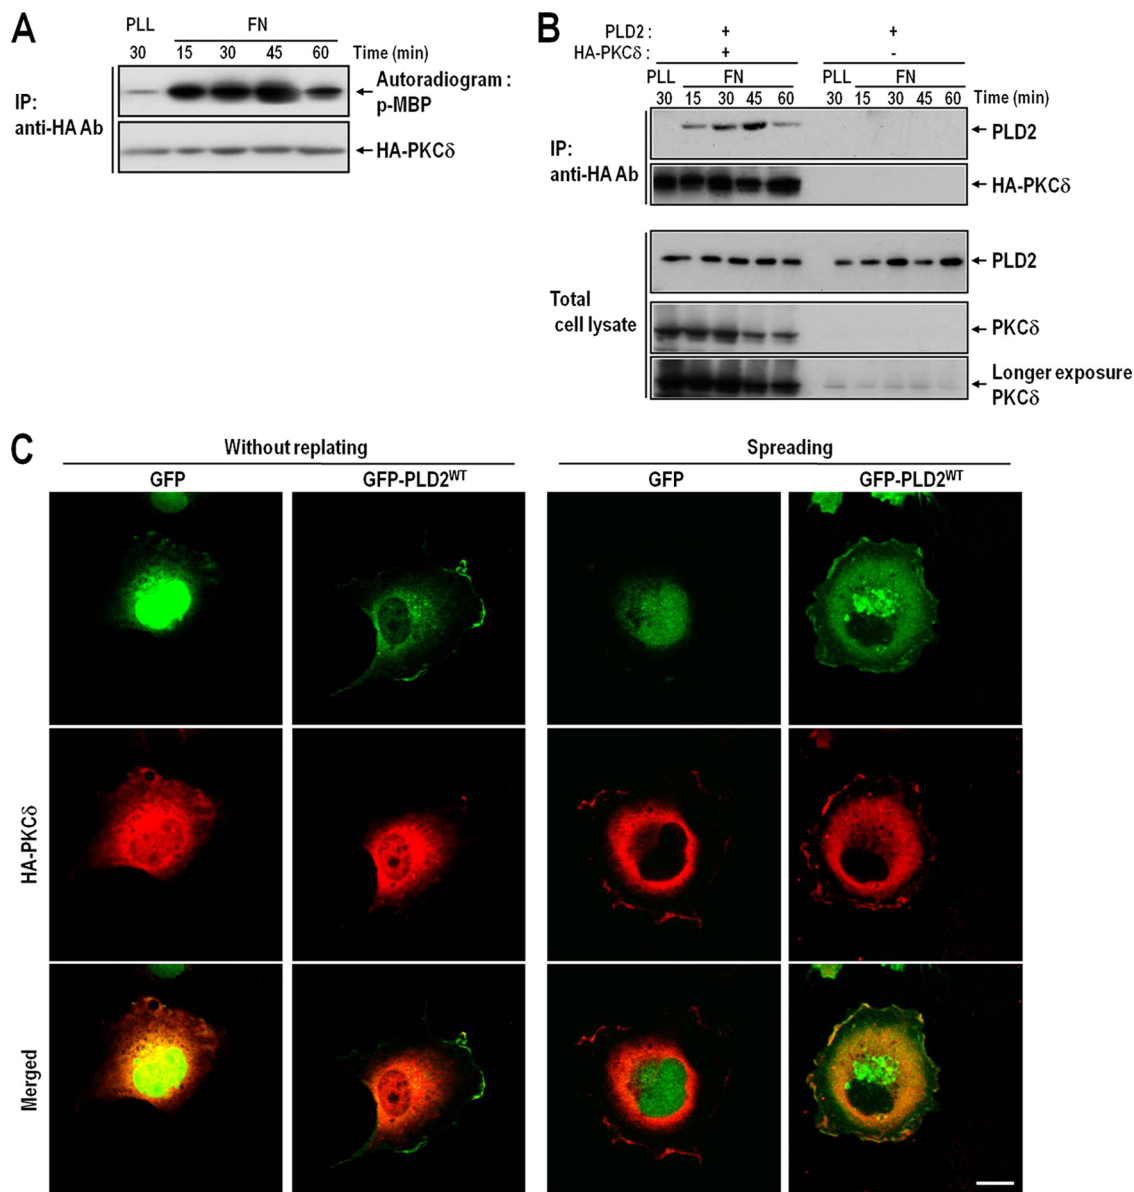 A
PLL FN
30 15 30 45 60 Time (min)
IP:
anti-HA Ab
Autoradiogram :
p-MBP
HA-PKCδ
B
PLD2 : + +
HA-PKCδ : + -
PLL FN PLL FN
30 15 30 45 60 30 15 30 45 60 Time (min)
IP:
anti-HA Ab
PLD2
HA-PKCδ
Total
cell lysate
PLD2
PKCδ
Longer exposure
PKCδ
C
Without replating Spreading
GFP GFP-PLD2ᵂᵀ GFP GFP-PLD2ᵂᵀ
HA-PKCδ
Merged